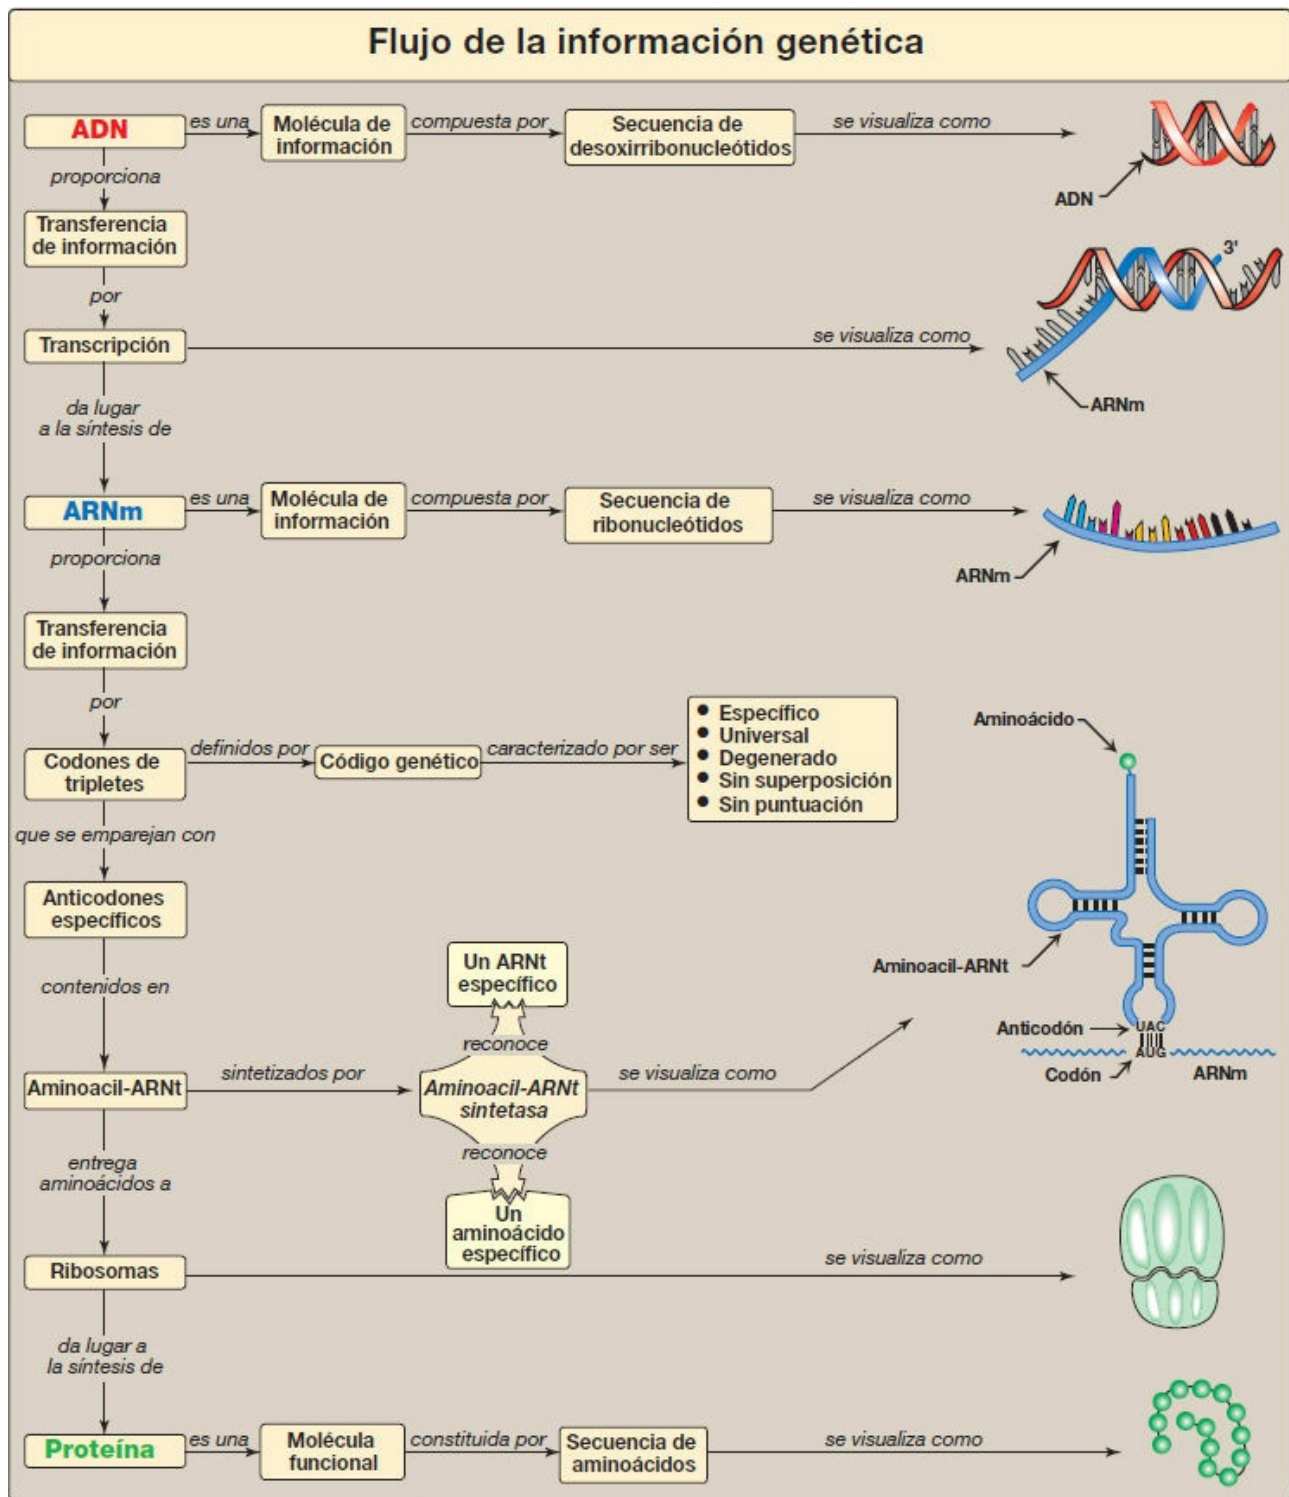 Flujo de la información genética
ADN
es una
Molécula de
información
compuesta por
Secuencia de
desoxirribonucleótidos
se visualiza como
ADN
proporciona
Transferencia
de información
por
3'
Transcripción
se visualiza como
ARNm
da lugar
a la síntesis de
ARNm
es una
Molécula de
información
compuesta por
Secuencia de
ribonucleótidos
se visualiza como
ARNm
proporciona
Transferencia
de información
por
Codones de
tripletes
definidos por
Código genético
caracterizado por ser
● Específico
● Universal
● Degenerado
● Sin superposición
● Sin puntuación
que se emparejan con
Anticodones
específicos
contenidos en
Aminoacil-ARNt
sintetizados por
Un ARNt
específico
reconoce
Aminoacil-ARNt
sintetasa
reconoce
Un
aminoácido
específico
se visualiza como
Aminoácido
Aminoacil-ARNt
Anticodón
UAC
AUG
Codón
ARNm
entrega
aminoácidos a
Ribosomas
se visualiza como
da lugar a
la síntesis de
Proteína
es una
Molécula
funcional
constituida por
Secuencia de
aminoácidos
se visualiza como